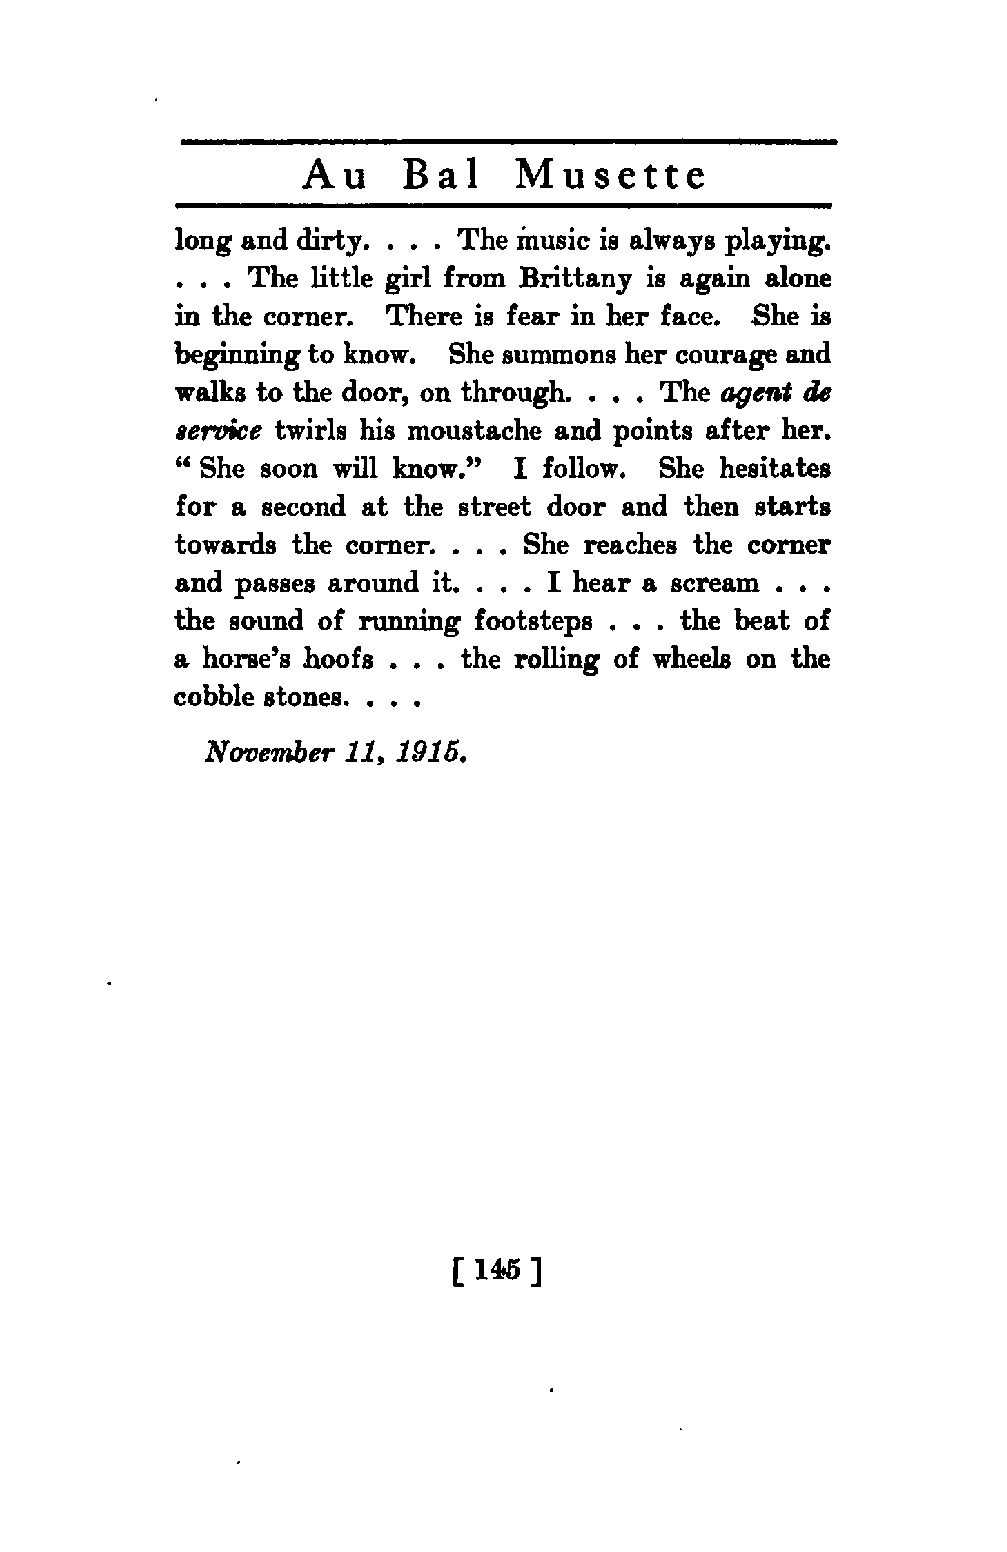 Au Bal Musette
long and dirty. . . . The music is always playing.
. . . The little girl from Brittany is again alone
in the corner. There is fear in her face. She is
beginning to know. She summons her courage and
walks to the door, on through. . . . The agent de
service twirls his moustache and points after her.
“ She soon will know.” I follow. She hesitates
for a second at the street door and then starts
towards the corner. . . . She reaches the corner
and passes around it. . . . I hear a scream . . .
the sound of running footsteps . . . the beat of
a horse’s hoofs . . . the rolling of wheels on the
cobble stones. . . .
November 11, 1915.
[ 145 ]